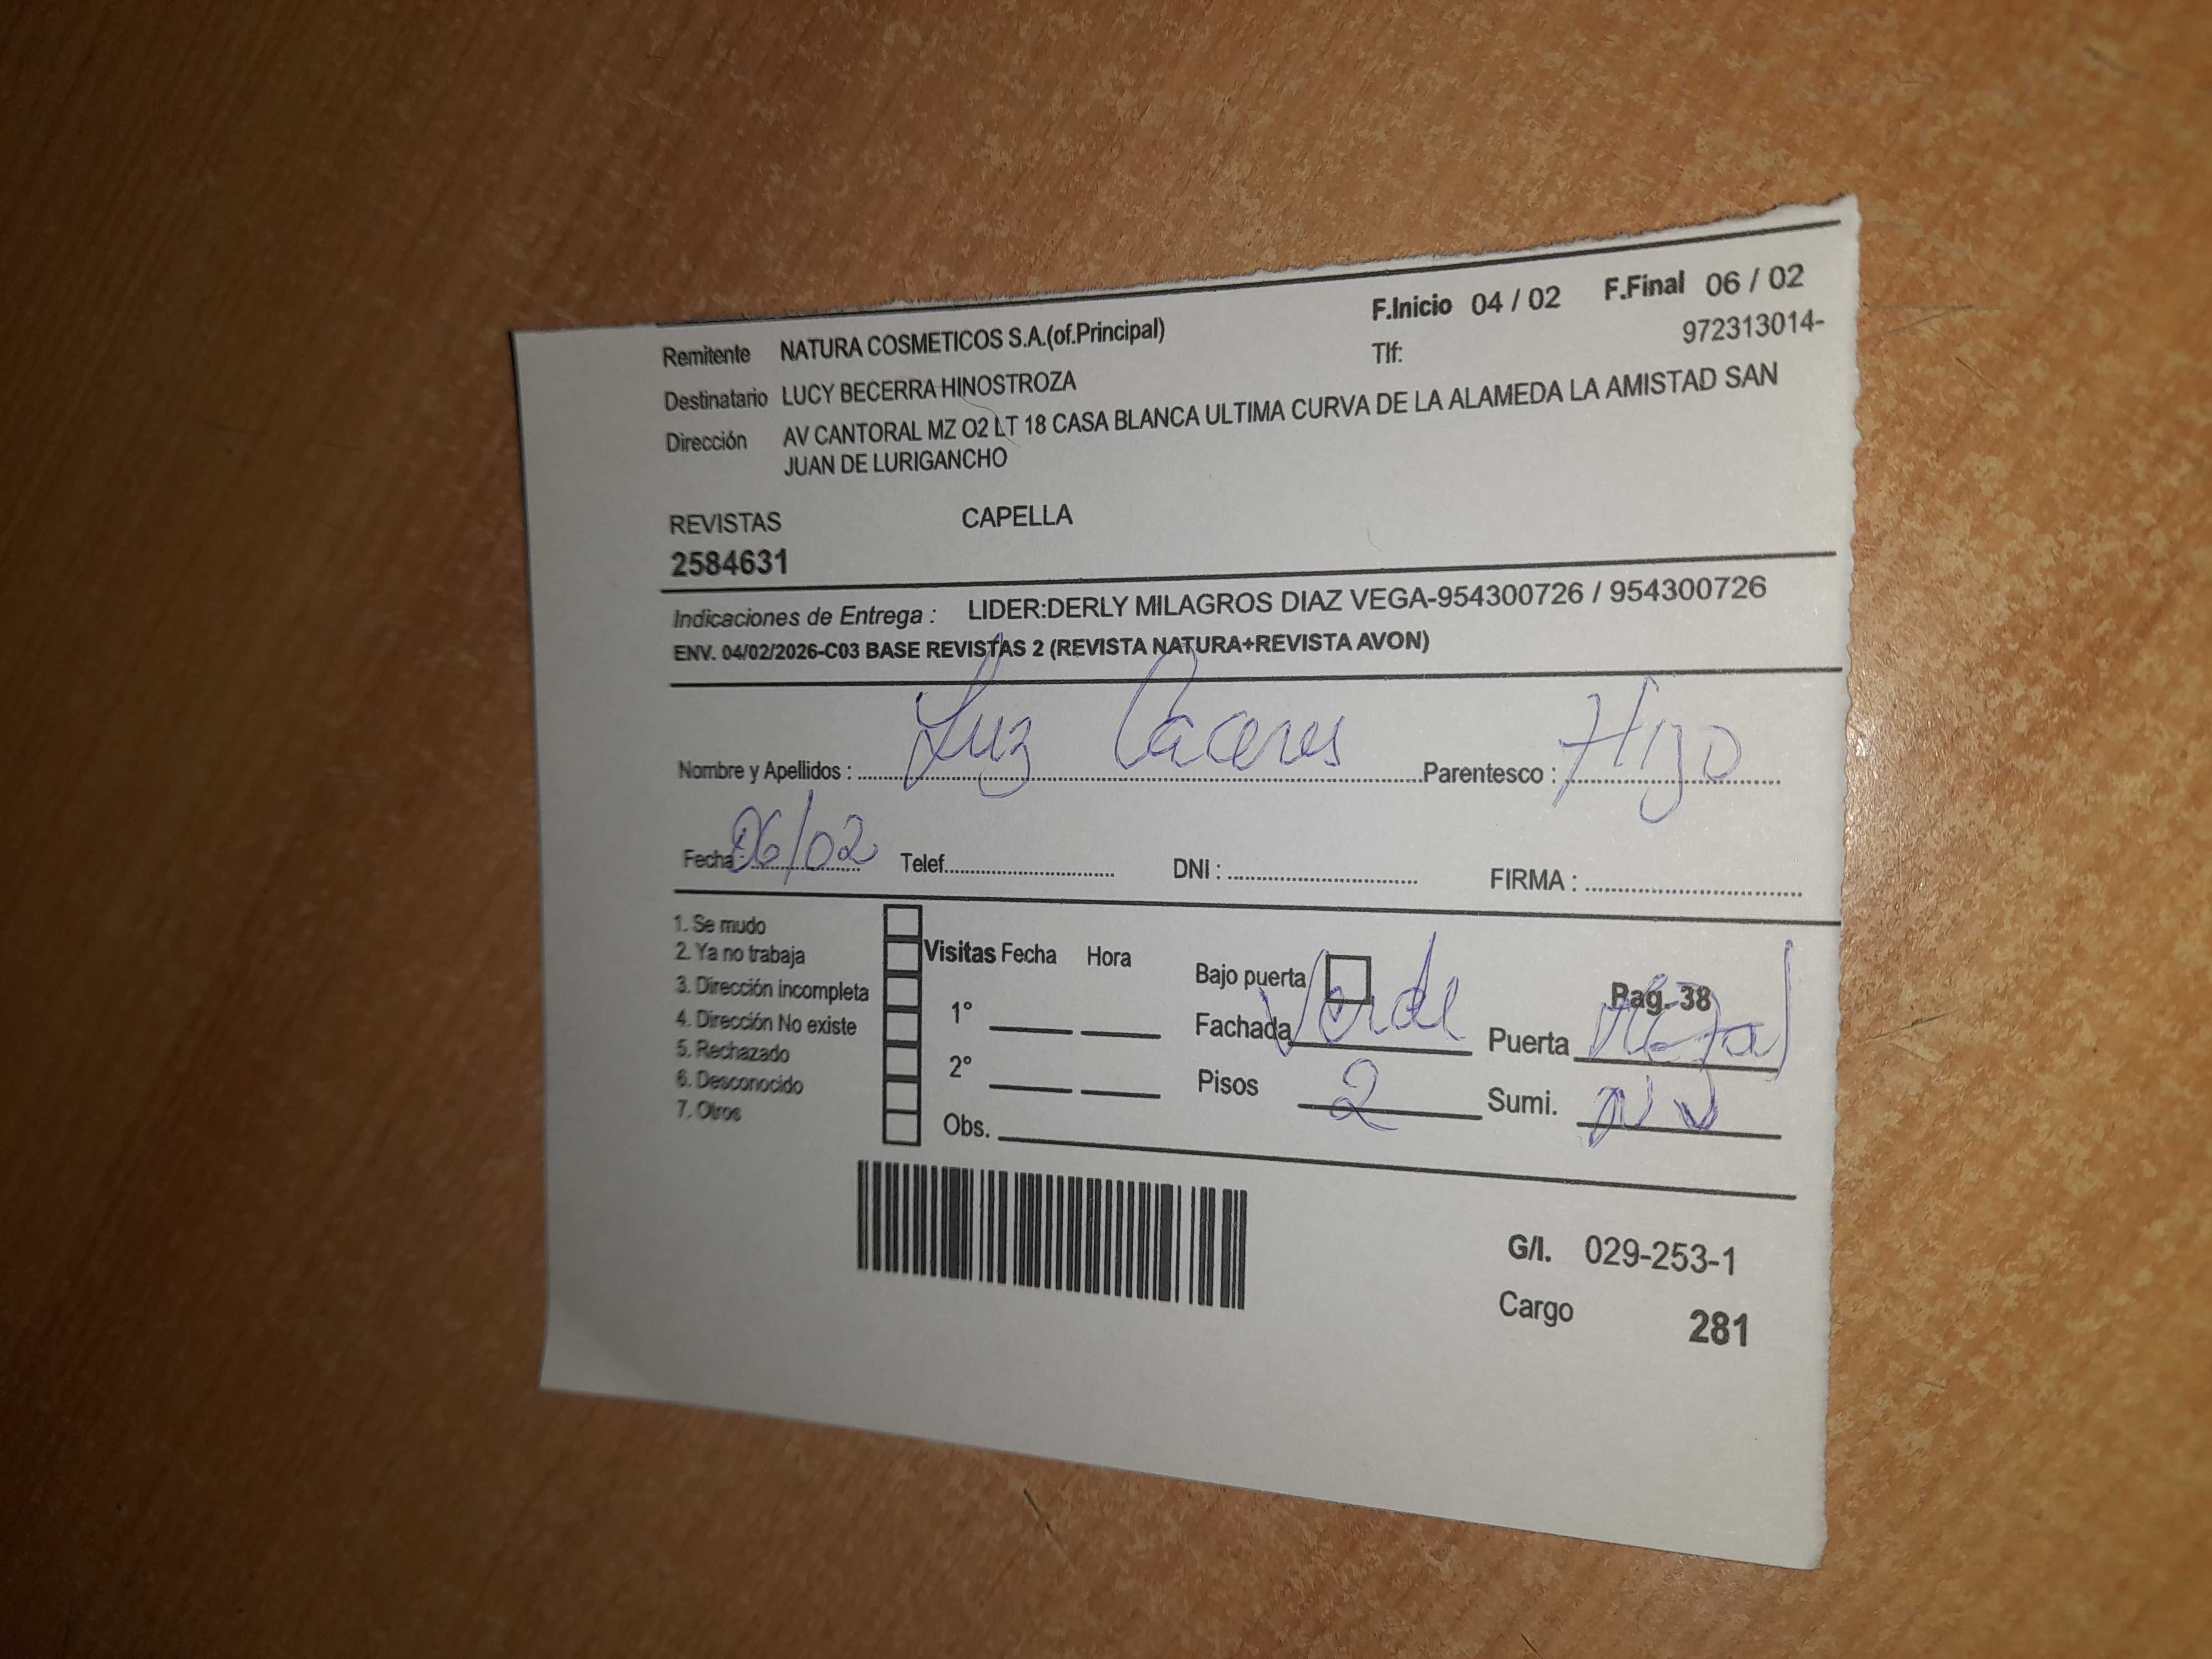 F.Inicio 04 / 02 F.Final 06 / 02
Remitente NATURA COSMETICOS S.A.(of.Principal) Tlf: 972313014-
Destinatario LUCY BECERRA HINOSTROZA
Dirección AV CANTORAL MZ O2 LT 18 CASA BLANCA ULTIMA CURVA DE LA ALAMEDA LA AMISTAD SAN
JUAN DE LURIGANCHO
REVISTAS CAPELLA
2584631
Indicaciones de Entrega : LIDER:DERLY MILAGROS DIAZ VEGA-954300726 / 954300726
ENV. 04/02/2026-C03 BASE REVISTAS 2 (REVISTA NATURA+REVISTA AVON)
Nombre y Apellidos : Luz Caceres Parentesco : Hijo
Fecha : 06/02 Telef. DNI : FIRMA :
1. Se mudo
2. Ya no trabaja
3. Dirección incompleta
4. Dirección No existe
5. Rechazado
6. Desconocido
7. Otros
Visitas Fecha Hora
1°
2°
Obs.
Bajo puerta Pag. 38
Fachada Verde Puerta
Pisos 2 Sumi.
G/I. 029-253-1
Cargo 281